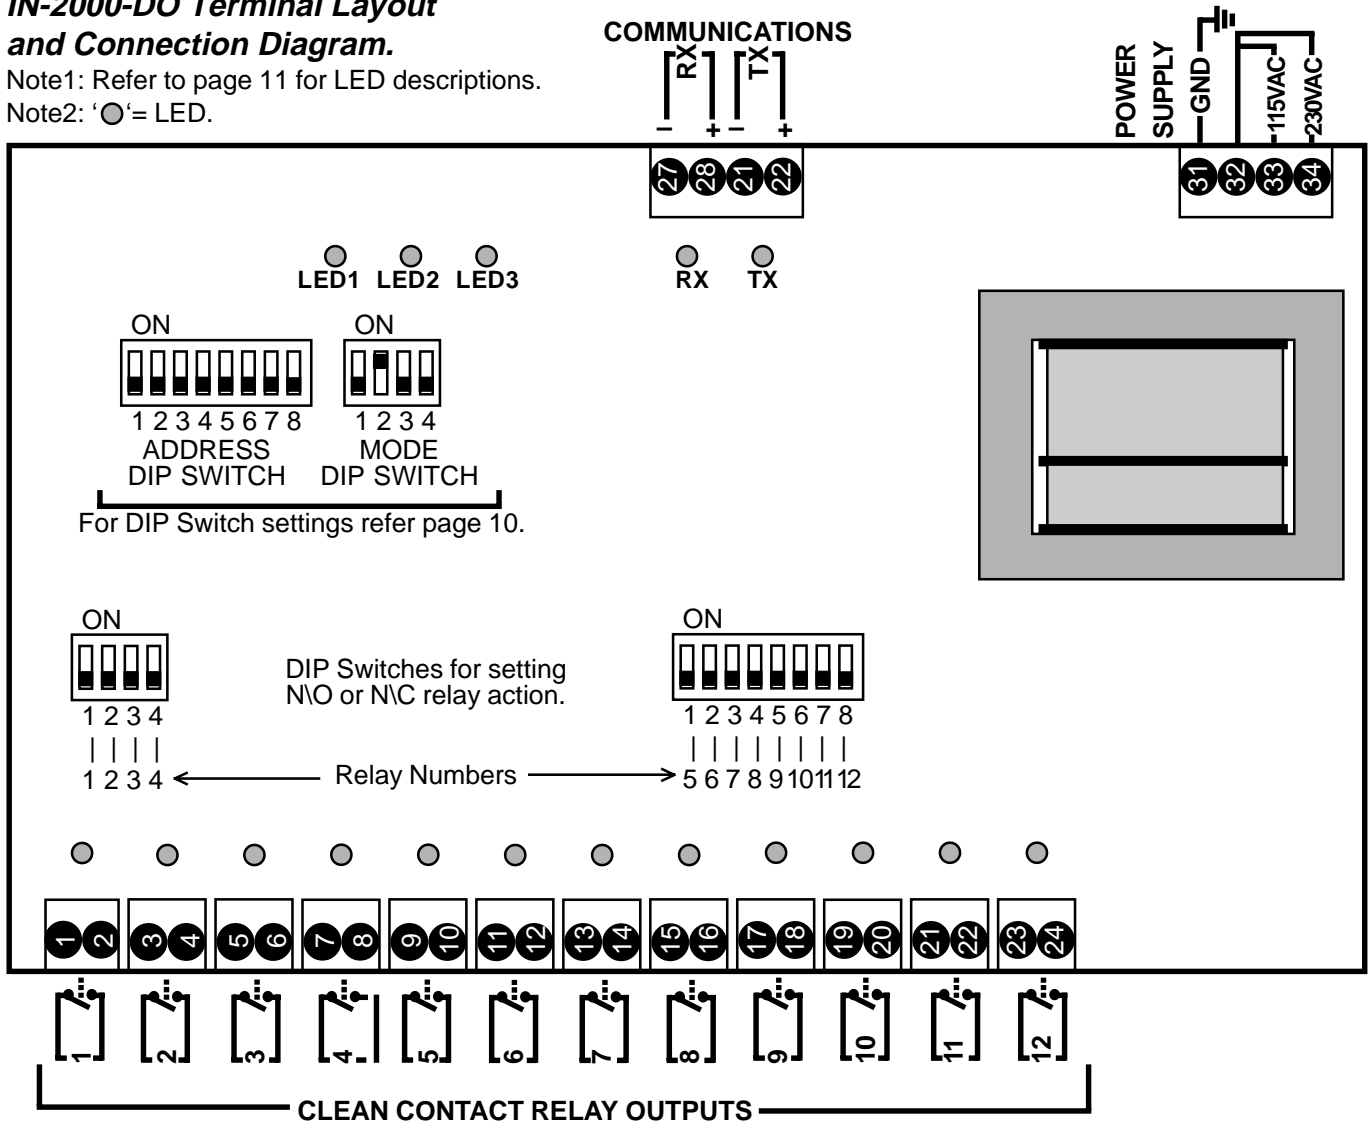 IN-2000-DO Terminal Layout
and Connection Diagram.
Note1: Refer to page 11 for LED descriptions.
Note2: ‘ ‘= LED.
COMMUNICATIONS
RX TX
– + – +
POWER
SUPPLY
GND
115VAC
230VAC
27 28 21 22
31 32 33 34
LED1 LED2 LED3
RX TX
ON ON
1 2 3 4 5 6 7 8
1 2 3 4
ADDRESS
DIP SWITCH
MODE
DIP SWITCH
For DIP Switch settings refer page 10.
ON
1 2 3 4
1 2 3 4
DIP Switches for setting
N\O or N\C relay action.
Relay Numbers
ON
1 2 3 4 5 6 7 8
5 6 7 8 9 10 11 12
1 2 3 4 5 6 7 8 9 10 11 12 13 14 15 16 17 18 19 20 21 22 23 24
1 2 3 4 5 6 7 8 9 10 11 12
CLEAN CONTACT RELAY OUTPUTS